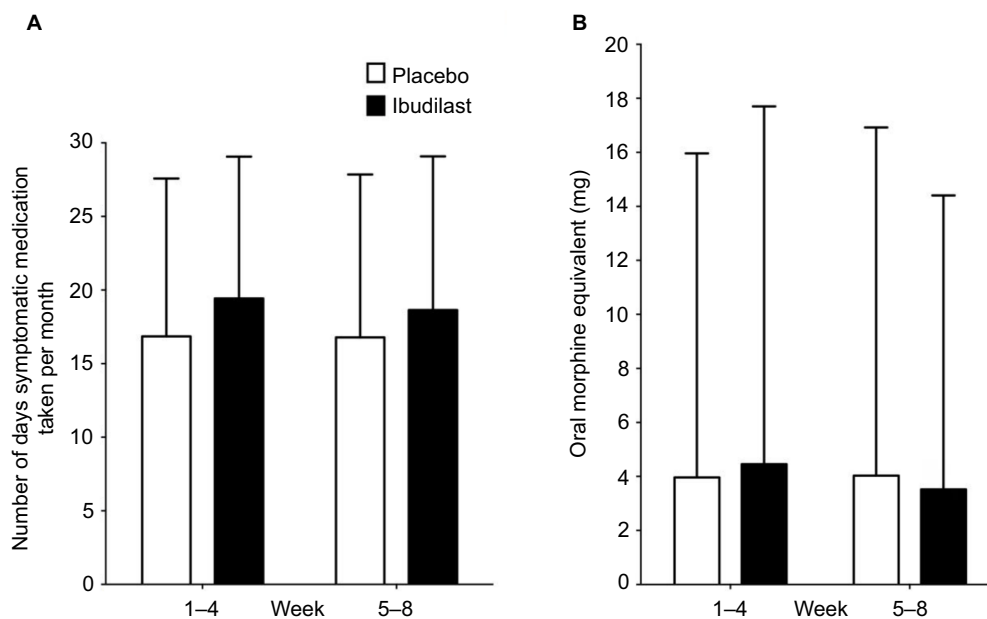 A
Placebo
Ibudilast
Number of days symptomatic medication
taken per month
30
25
20
15
10
5
0
1–4 Week 5–8
B
Oral morphine equivalent (mg)
20
18
16
14
12
10
8
6
4
2
0
1–4 Week 5–8